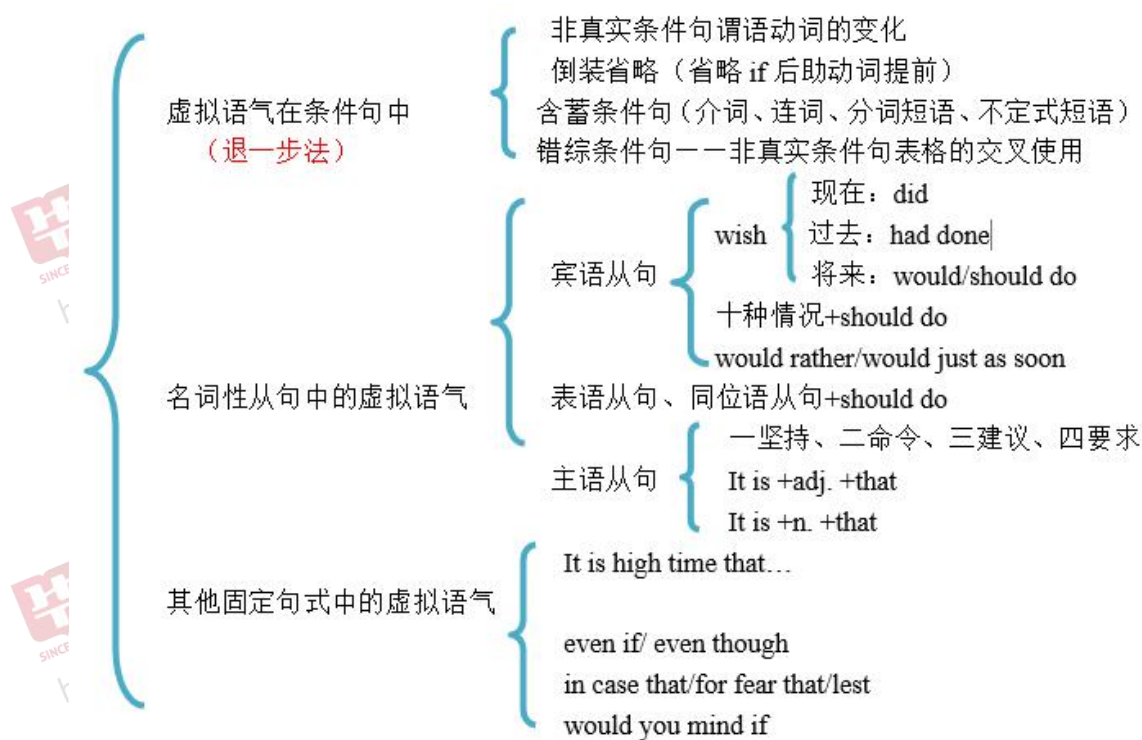 非真实条件句谓语动词的变化
倒装省略（省略 if 后助动词提前）
虚拟语气在条件句中
含蓄条件句（介词、连词、分词短语、不定式短语）
（退一步法）
错综条件句——非真实条件句表格的交叉使用
现在：did
wish
过去：had done
宾语从句
将来：would/should do
十种情况+should do
would rather/would just as soon
名词性从句中的虚拟语气
表语从句、同位语从句+should do
一坚持、二命令、三建议、四要求
主语从句
It is +adj. +that
It is +n. +that
It is high time that…
其他固定句式中的虚拟语气
even if/ even though
in case that/for fear that/lest
would you mind if
SINCE
SINCE